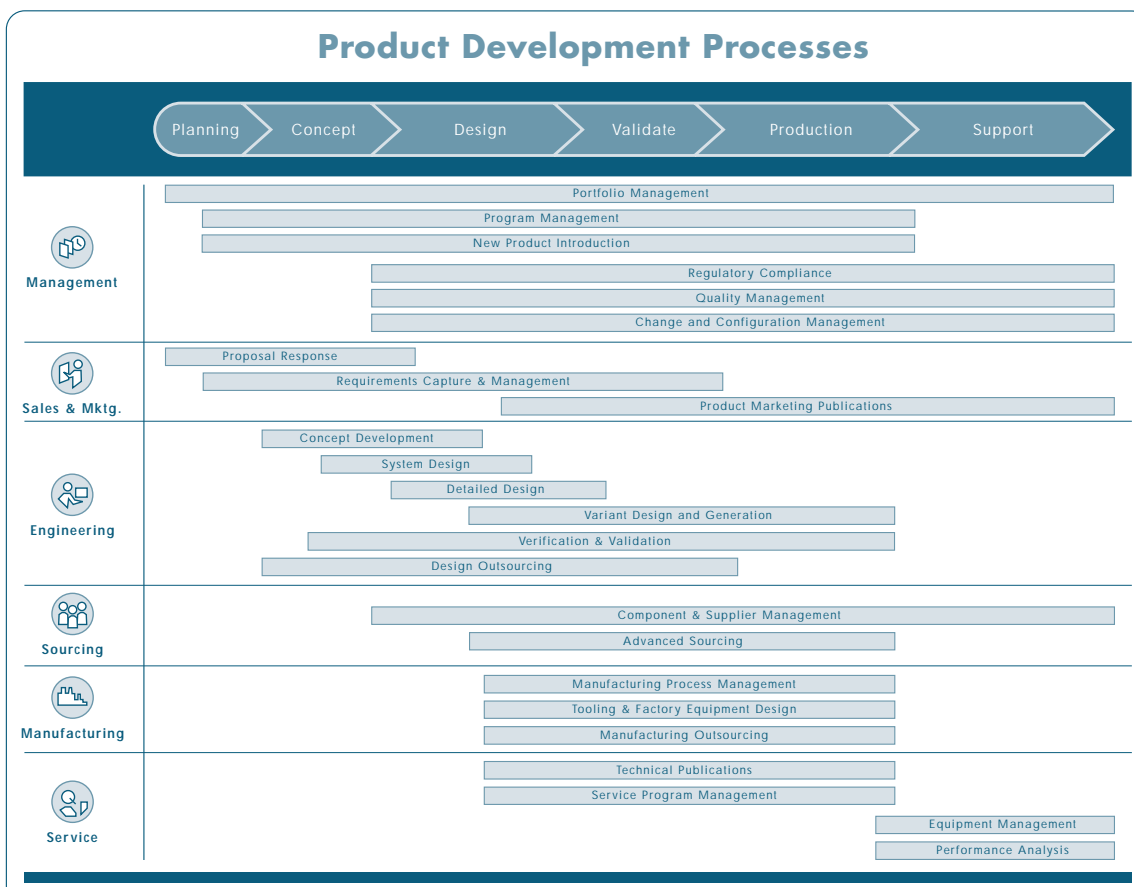 Product Development Processes
Planning
Concept
Design
Validate
Production
Support
Management
Portfolio Management
Program Management
New Product Introduction
Regulatory Compliance
Quality Management
Change and Configuration Management
Sales & Mktg.
Proposal Response
Requirements Capture & Management
Product Marketing Publications
Engineering
Concept Development
System Design
Detailed Design
Variant Design and Generation
Verification & Validation
Design Outsourcing
Sourcing
Component & Supplier Management
Advanced Sourcing
Manufacturing
Manufacturing Process Management
Tooling & Factory Equipment Design
Manufacturing Outsourcing
Service
Technical Publications
Service Program Management
Equipment Management
Performance Analysis